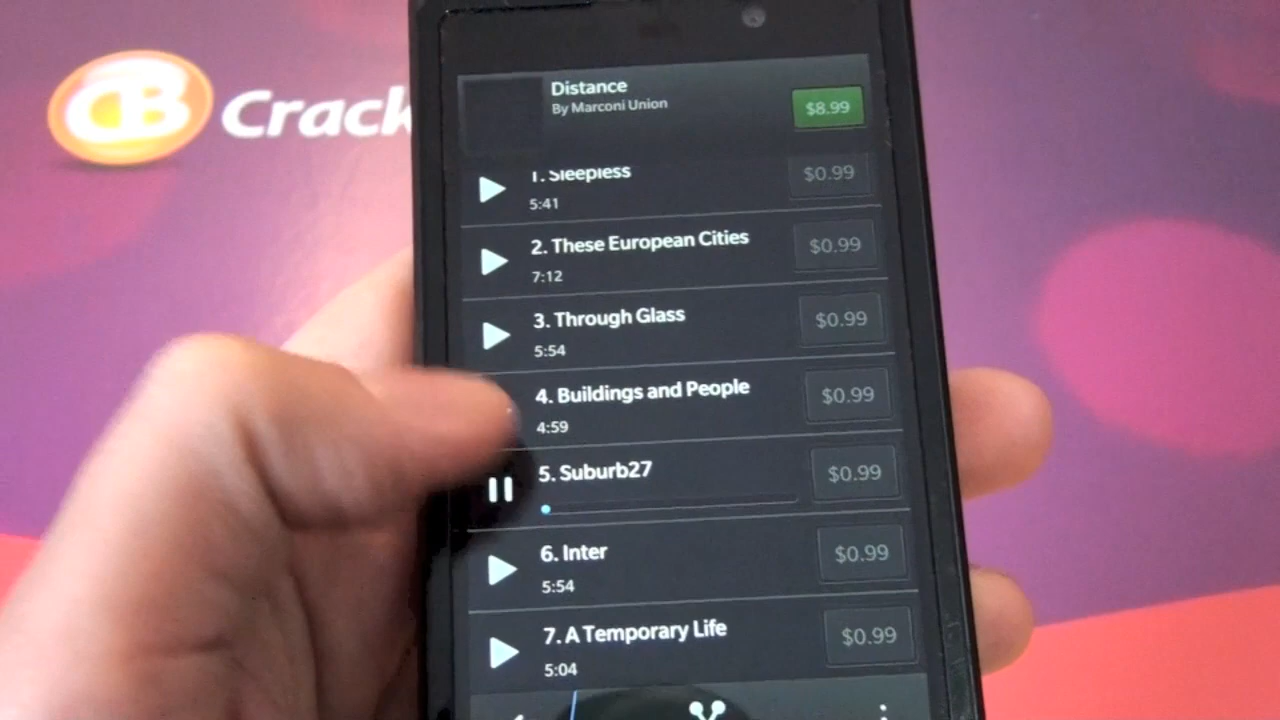 CB Crack
Distance
By Marconi Union
$8.99
1. Sleepless
$0.99
5:41
2. These European Cities
$0.99
7:12
3. Through Glass
$0.99
5:54
4. Buildings and People
$0.99
4:59
5. Suburb27
$0.99
6. Inter
$0.99
5:54
7. A Temporary Life
$0.99
5:04